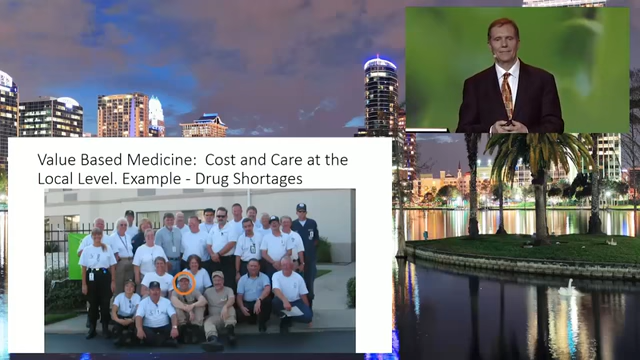 Value Based Medicine: Cost and Care at the
Local Level. Example - Drug Shortages